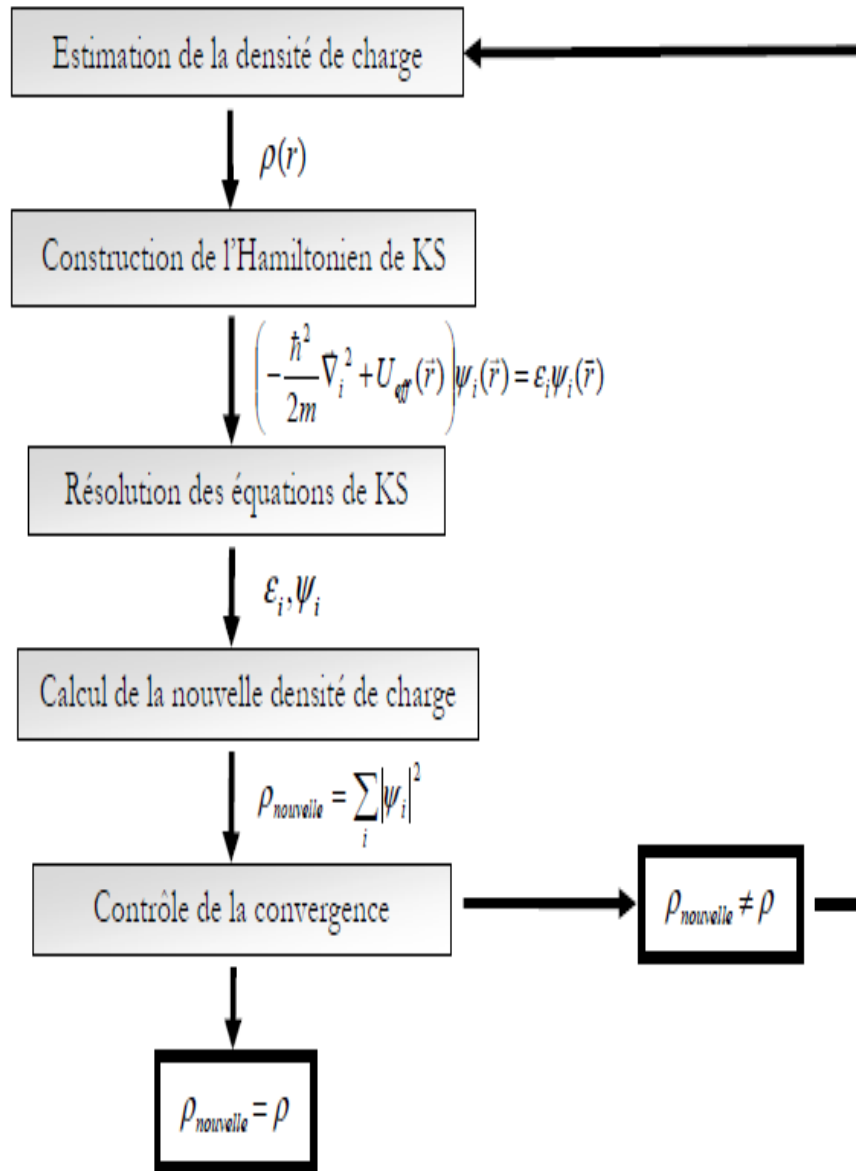 Estimation de la densité de charge
ρ(r)
Construction de l'Hamiltonien de KS
(-ħ²/2m ∇⃗ᵢ² + U_eff(r⃗))ψᵢ(r⃗) = εᵢψᵢ(r⃗)
Résolution des équations de KS
εᵢ,ψᵢ
Calcul de la nouvelle densité de charge
ρ_nouvelle = ∑ᵢ|ψᵢ|²
Contrôle de la convergence
ρ_nouvelle ≠ ρ
ρ_nouvelle = ρ